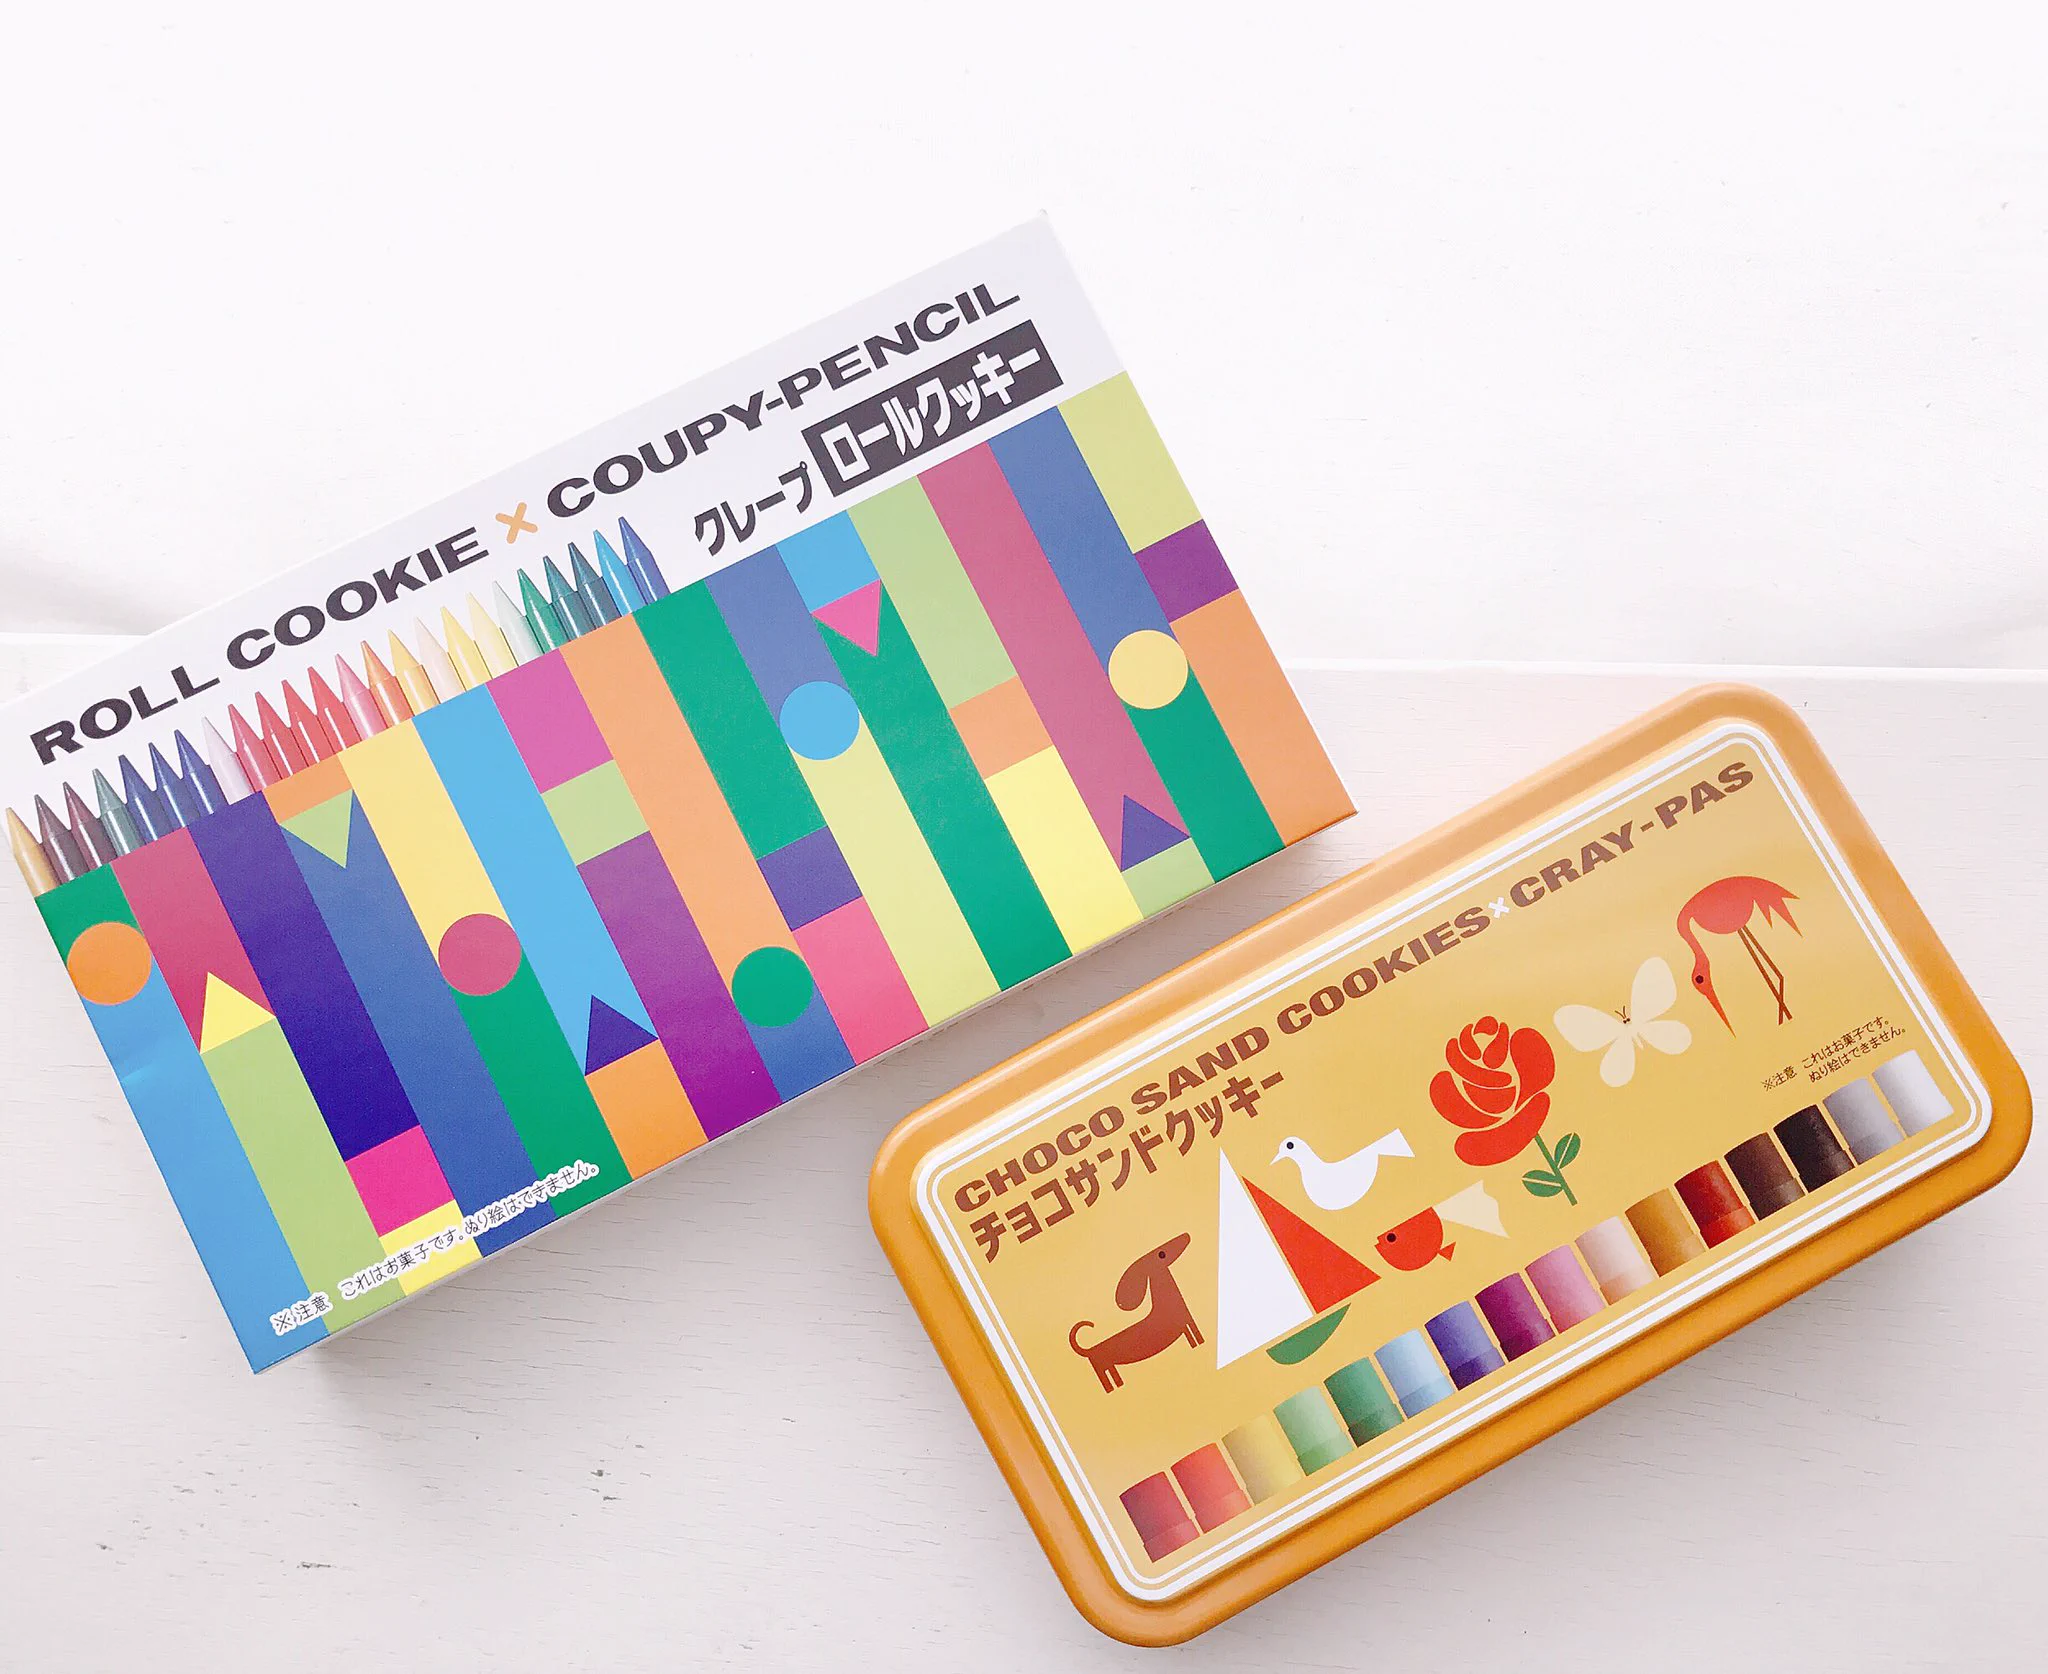 ROLL COOKIE × COUPY-PENCIL
クレープ ロールクッキー
※注意 これはお菓子です。ぬり絵はできません。
CHOCO SAND COOKIES×CRAY-PAS
チョコサンドクッキー
※注意 これはお菓子です。
ぬり絵はできません。